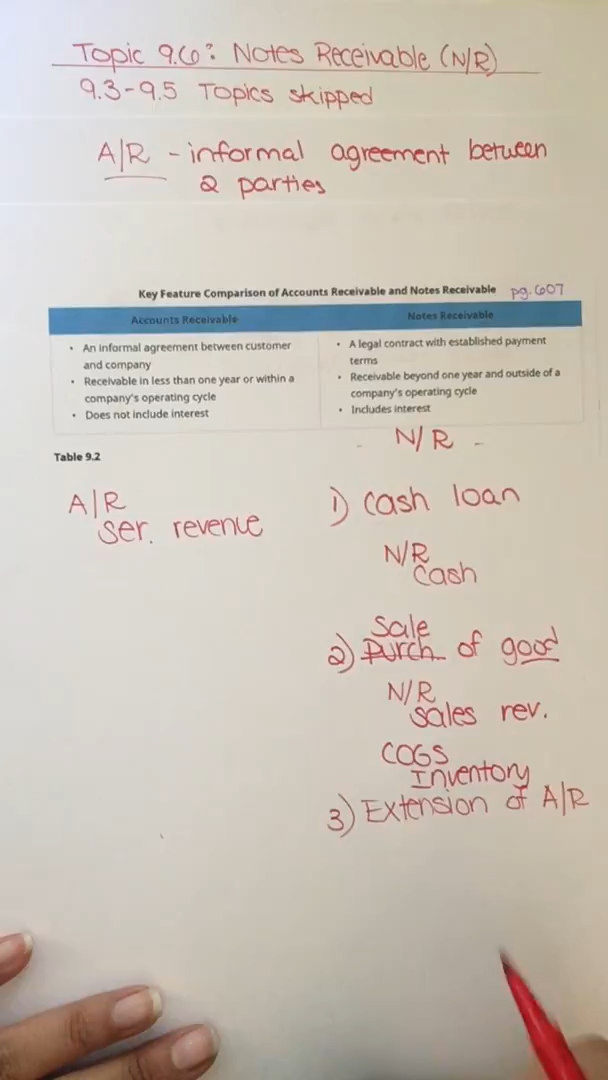 Topic 9.6: Notes Receivable (N/R)
9.3-9.5 Topics skipped
A/R - informal agreement between
2 parties
Key Feature Comparison of Accounts Receivable and Notes Receivable pg. 607
Accounts Receivable
Notes Receivable
• An informal agreement between customer
and company
• Receivable in less than one year or within a
company's operating cycle
• Does not include interest
• A legal contract with established payment
terms
• Receivable beyond one year and outside of a
company's operating cycle
• Includes interest
Table 9.2
A/R
Ser. revenue
- N/R -
1) Cash loan
N/R
Cash
Sale
2) Purch of good
N/R
Sales rev.
COGS
Inventory
3) Extension of A/R